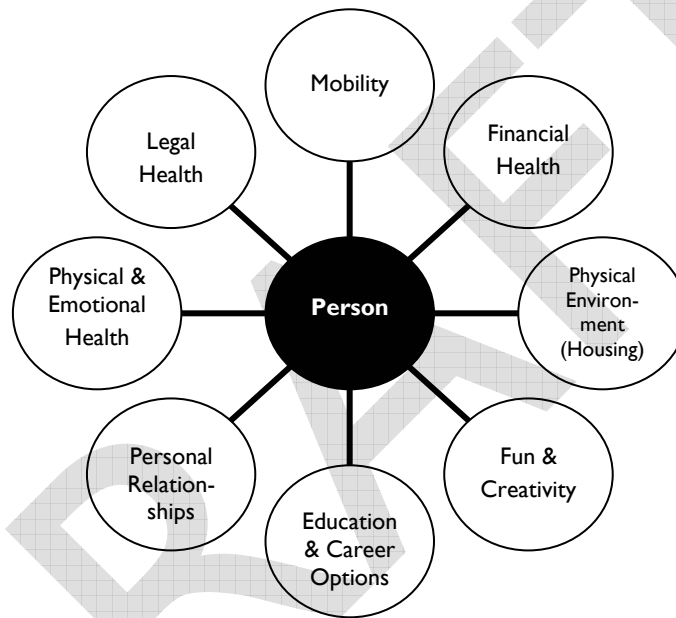 Mobility
Legal
Health
Financial
Health
Physical &
Emotional
Health
Person
Physical
Environ-
ment
(Housing)
Personal
Relation-
ships
Fun &
Creativity
Education
& Career
Options